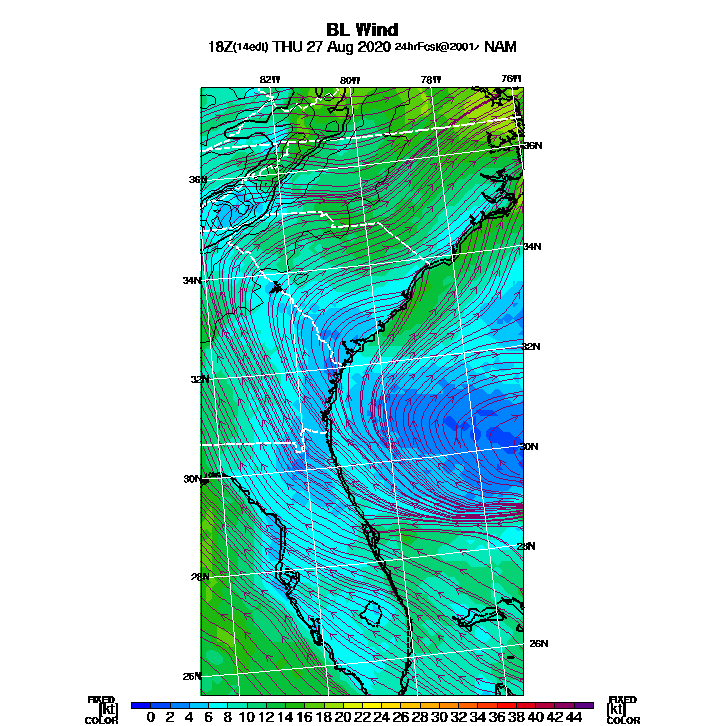 BL Wind
18Z(14edt) THU 27 Aug 2020 24hrFcst@2001z NAM
82W 80W 78W 76W
36N
36N
34N
34N
32N
32N
30N
30N
28N
28N
26N
26N
FIXED FIXED
[kt] 0 2 4 6 8 10 12 14 16 18 20 22 24 26 28 30 32 34 36 38 40 42 44 [kt]
COLOR COLOR